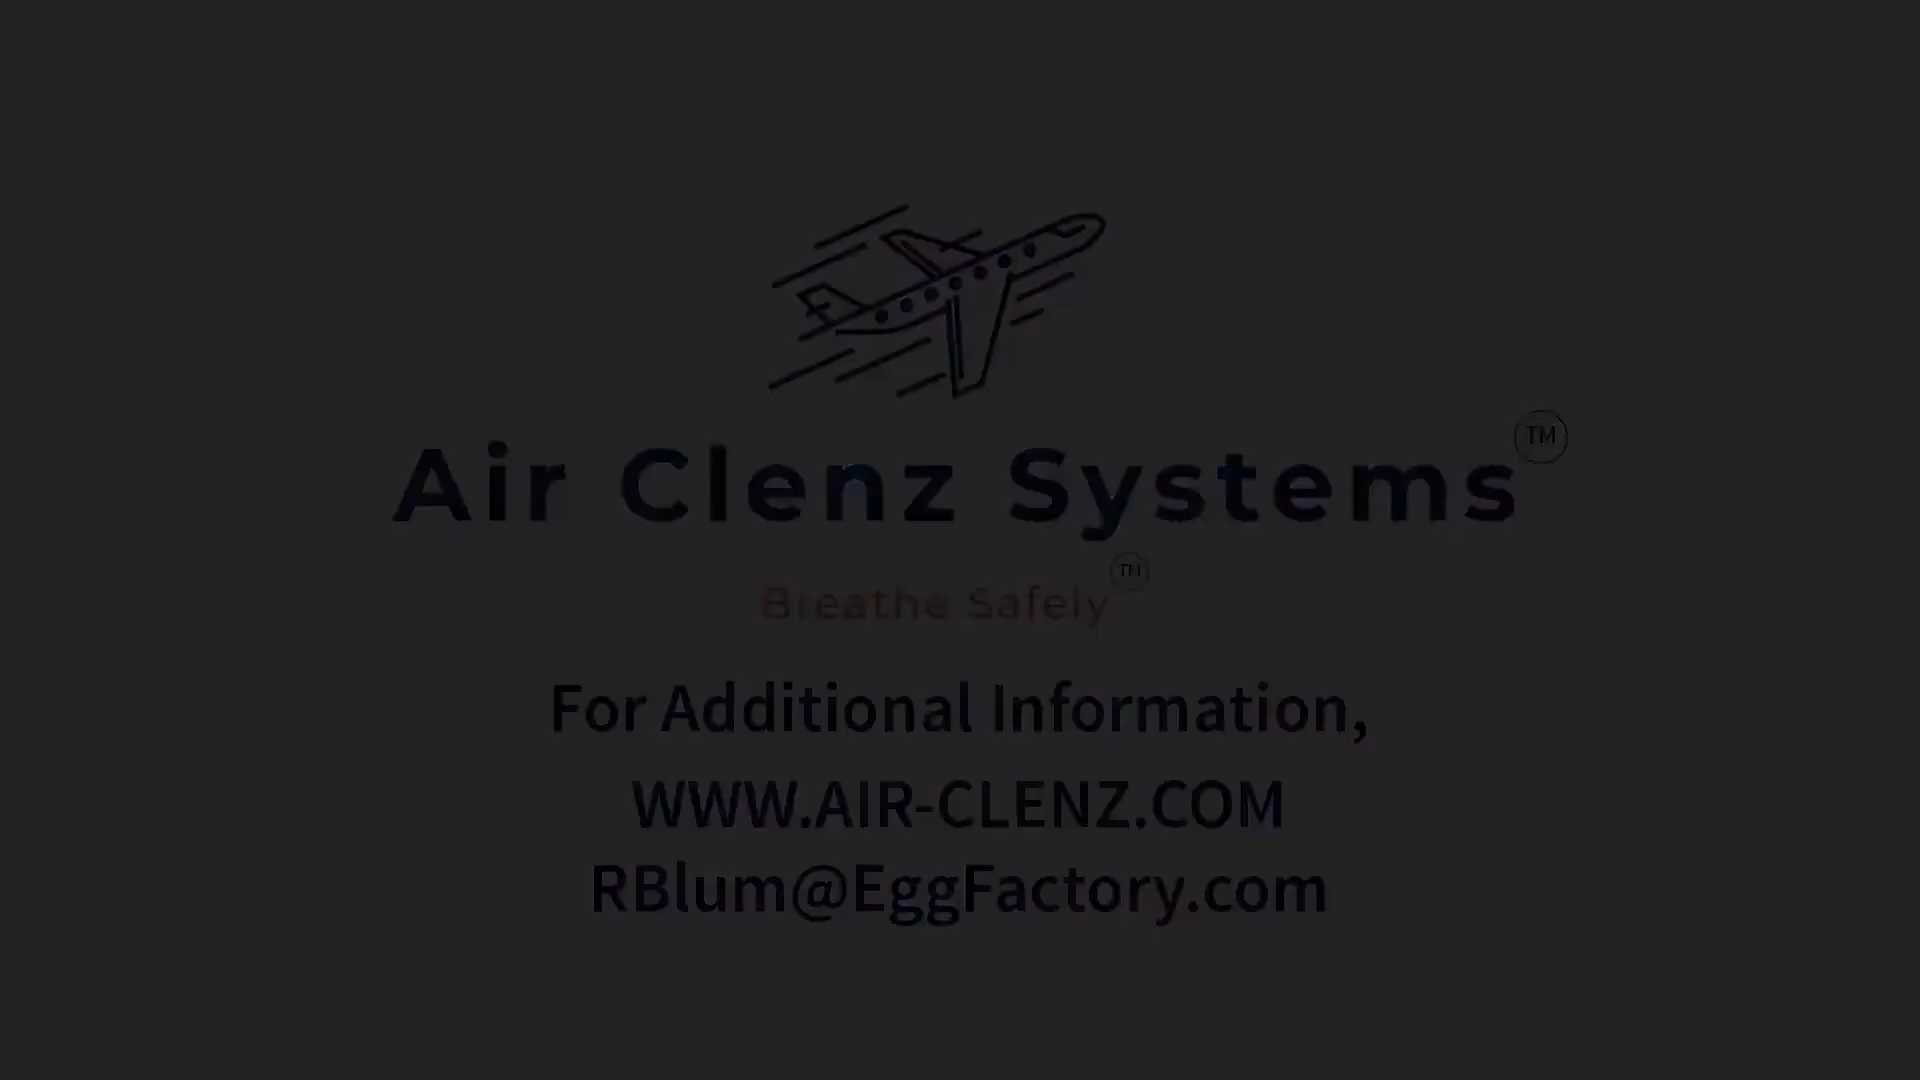 Air Clenz Systems™
Breathe Safely™
For Additional Information,
WWW.AIR-CLENZ.COM
RBlum@EggFactory.com